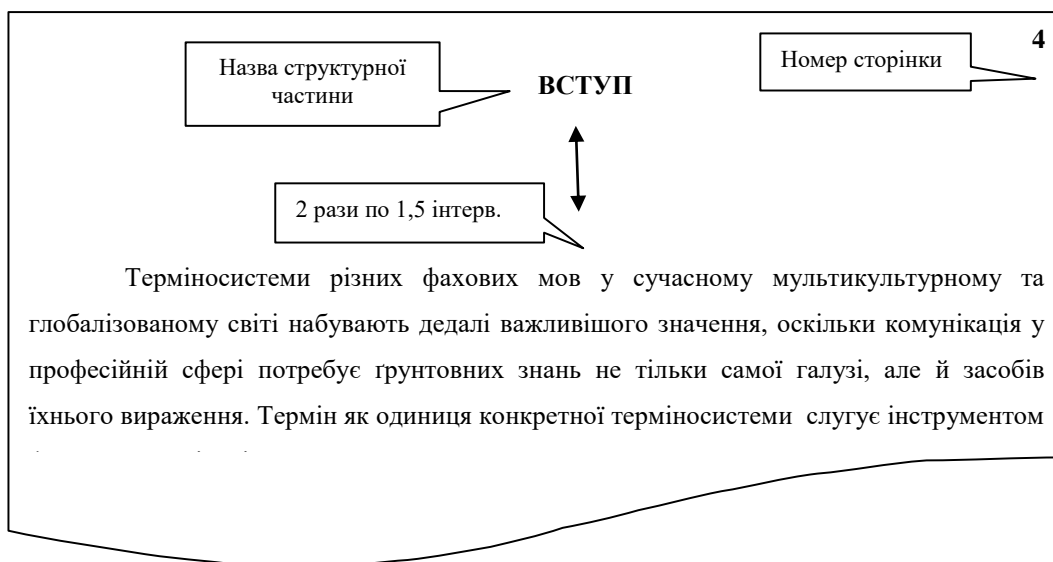 4
Назва структурної
частини
ВСТУП
Номер сторінки
2 рази по 1,5 інтерв.
Терміносистеми різних фахових мов у сучасному мультикультурному та
глобалізованому світі набувають дедалі важливішого значення, оскільки комунікація у
професійній сфері потребує ґрунтовних знань не тільки самої галузі, але й засобів
їхнього вираження. Термін як одиниця конкретної терміносистеми слугує інструментом